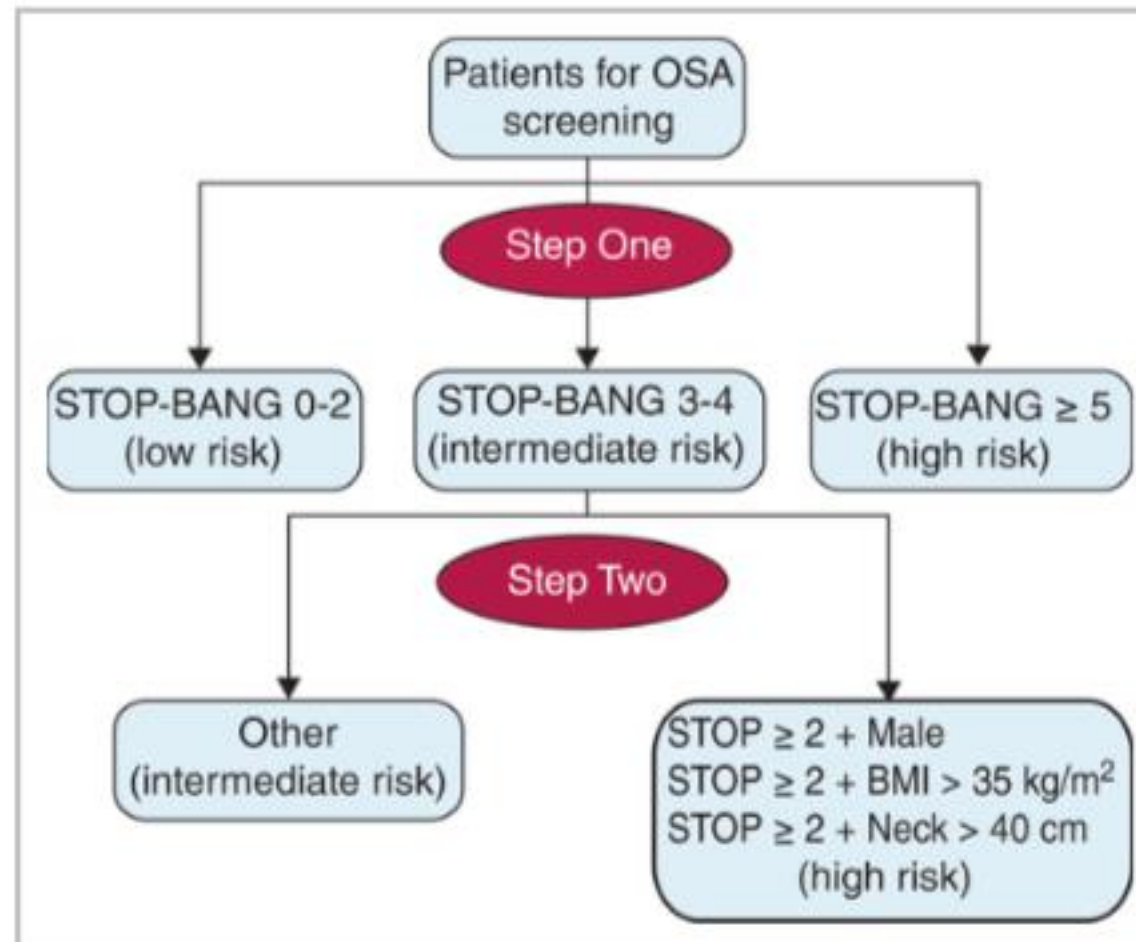 Patients for OSA
screening
Step One
STOP-BANG 0-2
(low risk)
STOP-BANG 3-4
(intermediate risk)
STOP-BANG ≥ 5
(high risk)
Step Two
Other
(intermediate risk)
STOP ≥ 2 + Male
STOP ≥ 2 + BMI > 35 kg/m²
STOP ≥ 2 + Neck > 40 cm
(high risk)